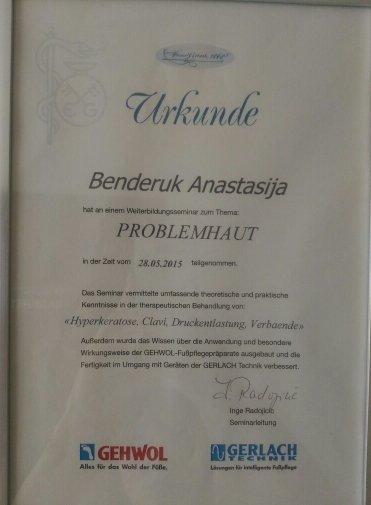 Urkunde
Benderuk Anastasija
hat an einem Weiterbildungsseminar zum Thema:
PROBLEMHAUT
in der Zeit vom 28.05.2015 teilgenommen.
Das Seminar vermittelte umfassende theoretische und praktische
Kenntnisse in der therapeutischen Behandlung von:
«Hyperkeratose, Clavi, Druckentlastung, Verbaende»
Außerdem wurde das Wissen über die Anwendung und besondere
Wirkungsweise der GEHWOL-Fußpflegepräparate ausgebaut und die
Fertigkeit im Umgang mit Geräten der GERLACH Technik verbessert.
I. Radojicic
Inge Radojicic
Seminarleitung
GEHWOL
Alles für das Wohl der Füße.
GERLACH
TECHNIK
Lösungen für intelligente Fußpflege